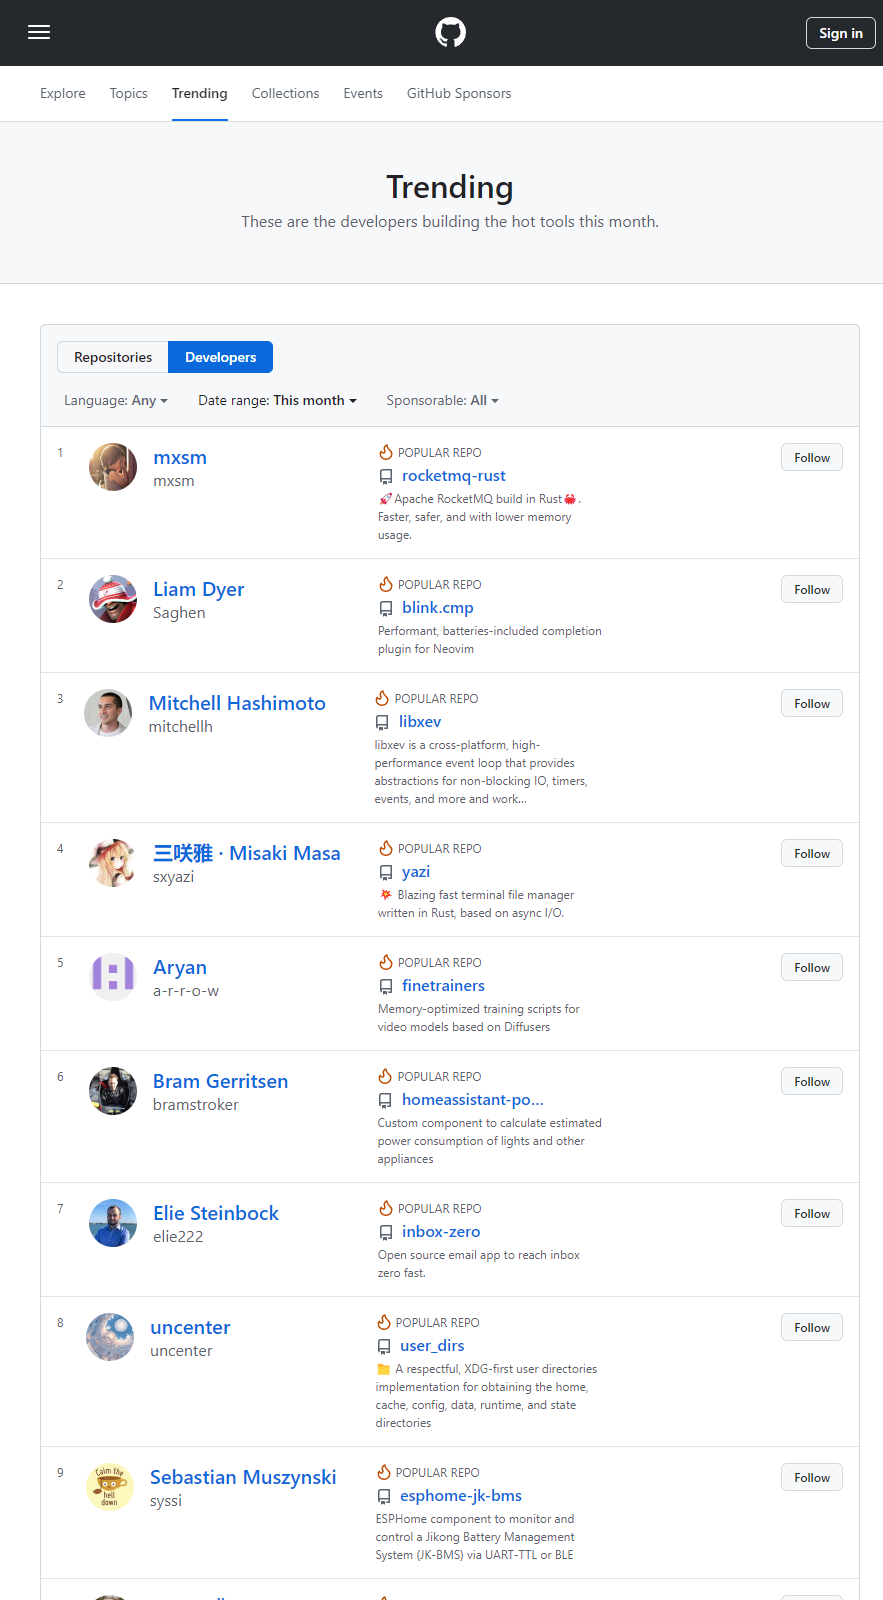 Sign in
Explore Topics Trending Collections Events GitHub Sponsors
Trending
These are the developers building the hot tools this month.
Repositories Developers
Language: Any Date range: This month Sponsorable: All
1
mxsm
mxsm
POPULAR REPO
rocketmq-rust
🚀Apache RocketMQ build in Rust🦀.
Faster, safer, and with lower memory
usage.
Follow
2
Liam Dyer
Saghen
POPULAR REPO
blink.cmp
Performant, batteries-included completion
plugin for Neovim
Follow
3
Mitchell Hashimoto
mitchellh
POPULAR REPO
libxev
libxev is a cross-platform, high-
performance event loop that provides
abstractions for non-blocking IO, timers,
events, and more and work...
Follow
4
三咲雅 · Misaki Masa
sxyazi
POPULAR REPO
yazi
💥 Blazing fast terminal file manager
written in Rust, based on async I/O.
Follow
5
Aryan
a-r-r-o-w
POPULAR REPO
finetrainers
Memory-optimized training scripts for
video models based on Diffusers
Follow
6
Bram Gerritsen
bramstroker
POPULAR REPO
homeassistant-po...
Custom component to calculate estimated
power consumption of lights and other
appliances
Follow
7
Elie Steinbock
elie222
POPULAR REPO
inbox-zero
Open source email app to reach inbox
zero fast.
Follow
8
uncenter
uncenter
POPULAR REPO
user_dirs
📁 A respectful, XDG-first user directories
implementation for obtaining the home,
cache, config, data, runtime, and state
directories
Follow
9
Calm the
hell
down
Sebastian Muszynski
syssi
POPULAR REPO
esphome-jk-bms
ESPHome component to monitor and
control a Jikong Battery Management
System (JK-BMS) via UART-TTL or BLE
Follow